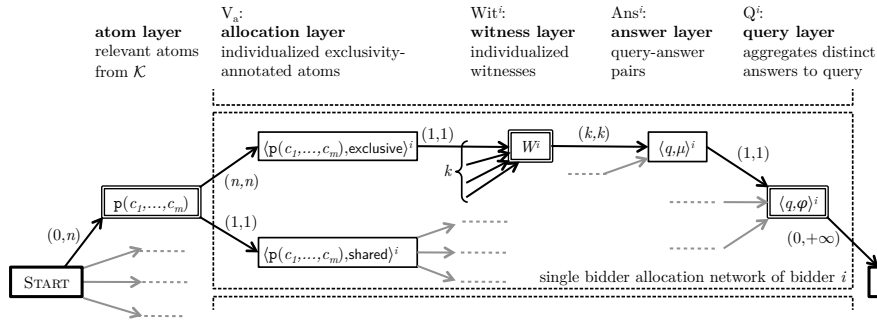 atom layer
relevant atoms
from K
V_a:
allocation layer
individualized exclusivity-
annotated atoms
Wit^i:
witness layer
individualized
witnesses
Ans^i:
answer layer
query-answer
pairs
Q^i:
query layer
aggregates distinct
answers to query
⟨p(c_1,...,c_m),exclusive⟩^i
(1,1)
k
W^i
(k,k)
⟨q,μ⟩^i
(1,1)
(n,n)
p(c_1,...,c_m)
(1,1)
⟨q,φ⟩^i
(0,n)
⟨p(c_1,...,c_m),shared⟩^i
(0,+∞)
START
single bidder allocation network of bidder i